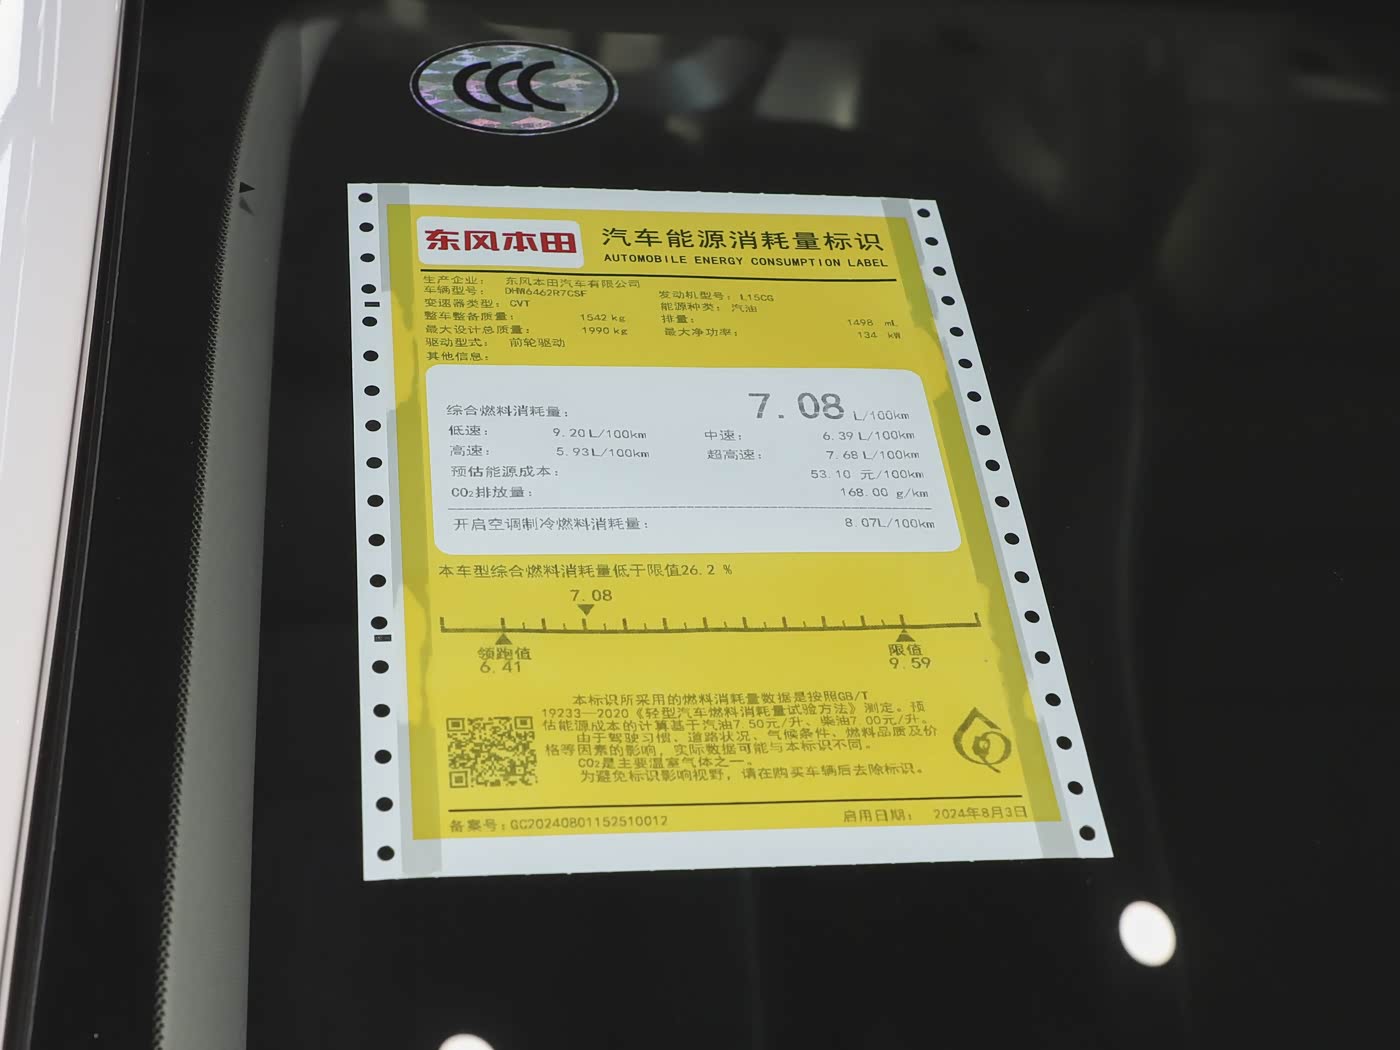 CCC
东风本田
汽车能源消耗量标识
AUTOMOBILE ENERGY CONSUMPTION LABEL
生产企业： 东风本田汽车有限公司
车辆型号： DHW6462R7CSF 发动机型号： L15CG
变速器类型： CVT 能源种类： 汽油
整车整备质量： 1542 kg 排量： 1498 mL
最大设计总质量： 1990 kg 最大净功率： 134 kW
驱动型式： 前轮驱动
其他信息：
综合燃料消耗量： 7.08 L/100km
低速： 9.20 L/100km 中速： 6.39 L/100km
高速： 5.93 L/100km 超高速： 7.68 L/100km
预估能源成本： 53.10 元/100km
CO₂排放量： 168.00 g/km
开启空调制冷燃料消耗量： 8.07L/100km
本车型综合燃料消耗量低于限值26.2 %
7.08
领跑值 限值
6.41 9.59
本标识所采用的燃料消耗量数据是按照GB/T
19233—2020《轻型汽车燃料消耗量试验方法》测定。预
估能源成本的计算基于汽油7.50元/升、柴油7.00元/升。
由于驾驶习惯、道路状况、气候条件、燃料品质及价
格等因素的影响，实际数据可能与本标识不同。
CO₂是主要温室气体之一。
为避免标识影响视野，请在购买车辆后去除标识。
备案号：GC20240801152510012 启用日期： 2024年8月3日